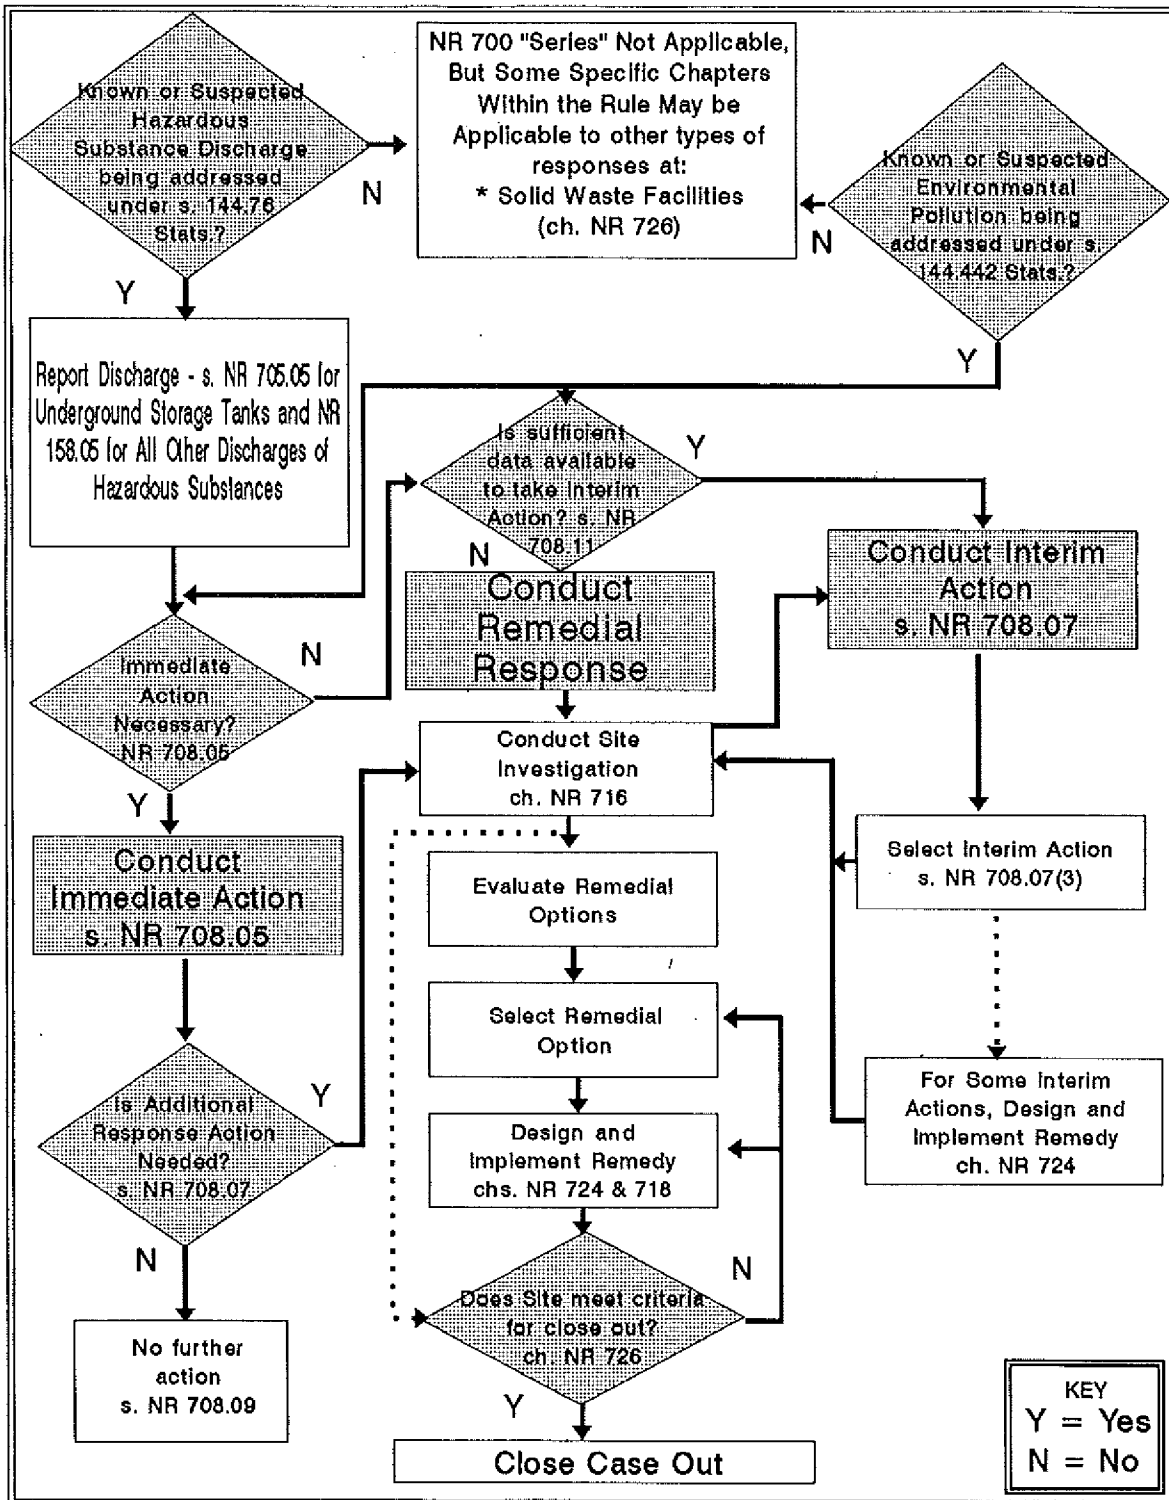 Known or Suspected
Hazardous
Substance Discharge
being addressed
under s. 144.76
Stats.?
N
Y
NR 700 "Series" Not Applicable,
But Some Specific Chapters
Within the Rule May be
Applicable to other types of
responses at:
* Solid Waste Facilities
(ch. NR 726)
Known or Suspected
Environmental
Pollution being
addressed under s.
144.442 Stats.?
N
Y
Report Discharge - s. NR 705.05 for
Underground Storage Tanks and NR
158.05 for All Other Discharges of
Hazardous Substances
Is sufficient
data available
to take Interim
Action? s. NR
708.11
Y
N
Conduct Interim
Action
s. NR 708.07
Conduct
Remedial
Response
Immediate
Action
Necessary?
NR 708.05
N
Y
Conduct Site
Investigation
ch. NR 716
Conduct
Immediate Action
s. NR 708.05
Evaluate Remedial
Options
Select Interim Action
s. NR 708.07(3)
Select Remedial
Option
For Some Interim
Actions, Design and
Implement Remedy
ch. NR 724
Is Additional
Response Action
Needed?
s. NR 708.07
Y
N
Design and
Implement Remedy
chs. NR 724 & 718
Does Site meet criteria
for close out?
ch. NR 726
N
Y
No further
action
s. NR 708.09
Close Case Out
KEY
Y = Yes
N = No